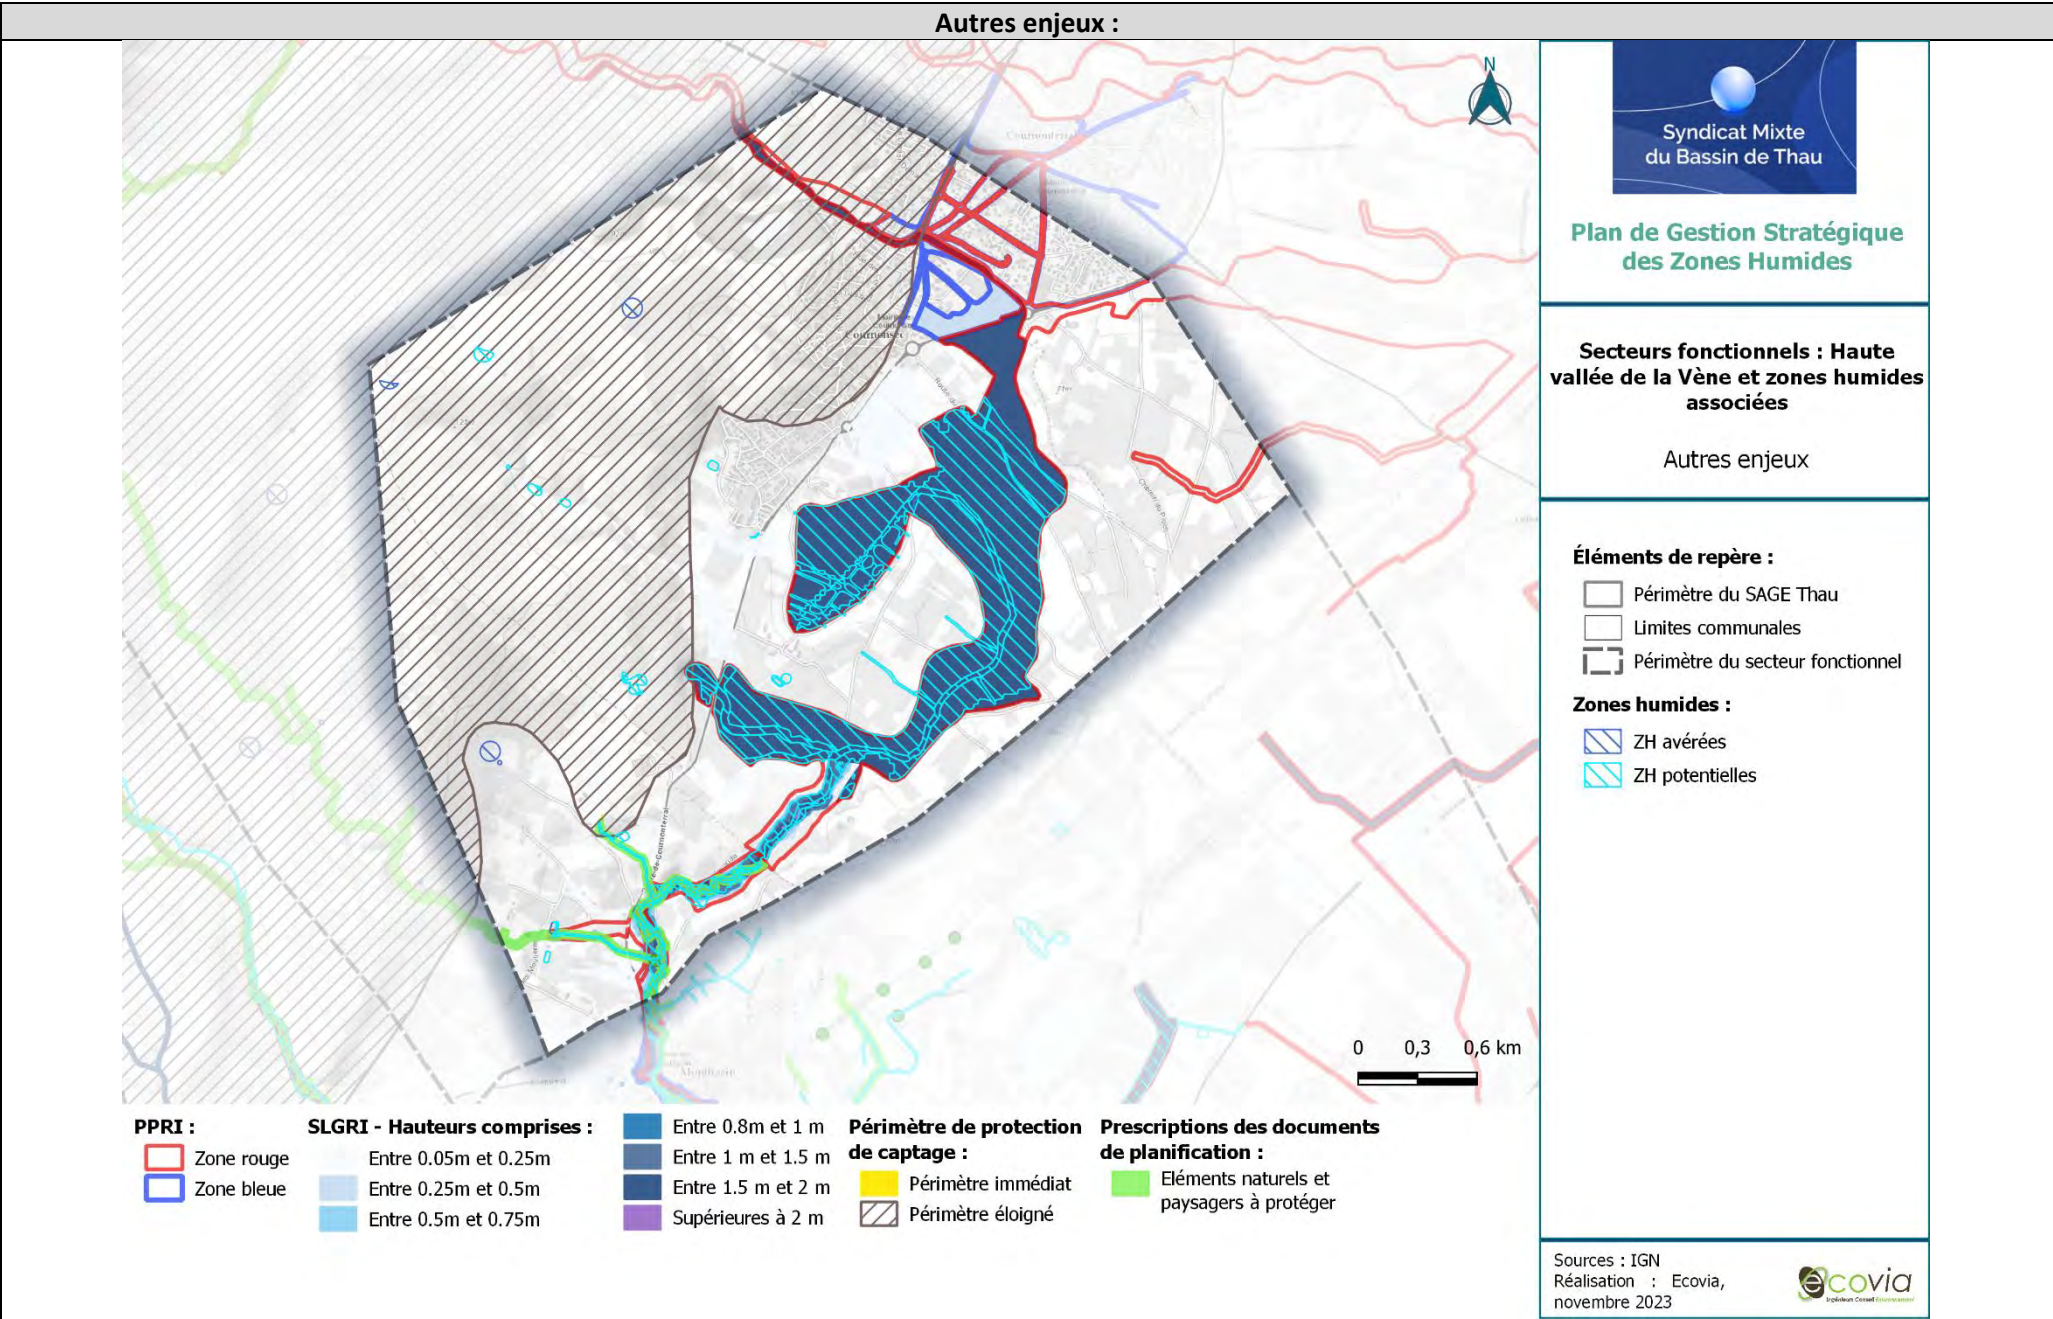 Autres enjeux :
N
Syndicat Mixte
du Bassin de Thau
Plan de Gestion Stratégique
des Zones Humides
Secteurs fonctionnels : Haute
vallée de la Vène et zones humides
associées
Autres enjeux
Éléments de repère :
Périmètre du SAGE Thau
Limites communales
Périmètre du secteur fonctionnel
Zones humides :
ZH avérées
ZH potentielles
Cournonterral
0 0,3 0,6 km
PPRI :
Zone rouge
Zone bleue
SLGRI - Hauteurs comprises :
Entre 0.05m et 0.25m
Entre 0.25m et 0.5m
Entre 0.5m et 0.75m
Entre 0.8m et 1 m
Entre 1 m et 1.5 m
Entre 1.5 m et 2 m
Supérieures à 2 m
Périmètre de protection
de captage :
Périmètre immédiat
Périmètre éloigné
Prescriptions des documents
de planification :
Eléments naturels et
paysagers à protéger
Sources : IGN
Réalisation : Ecovia,
novembre 2023
ecovia